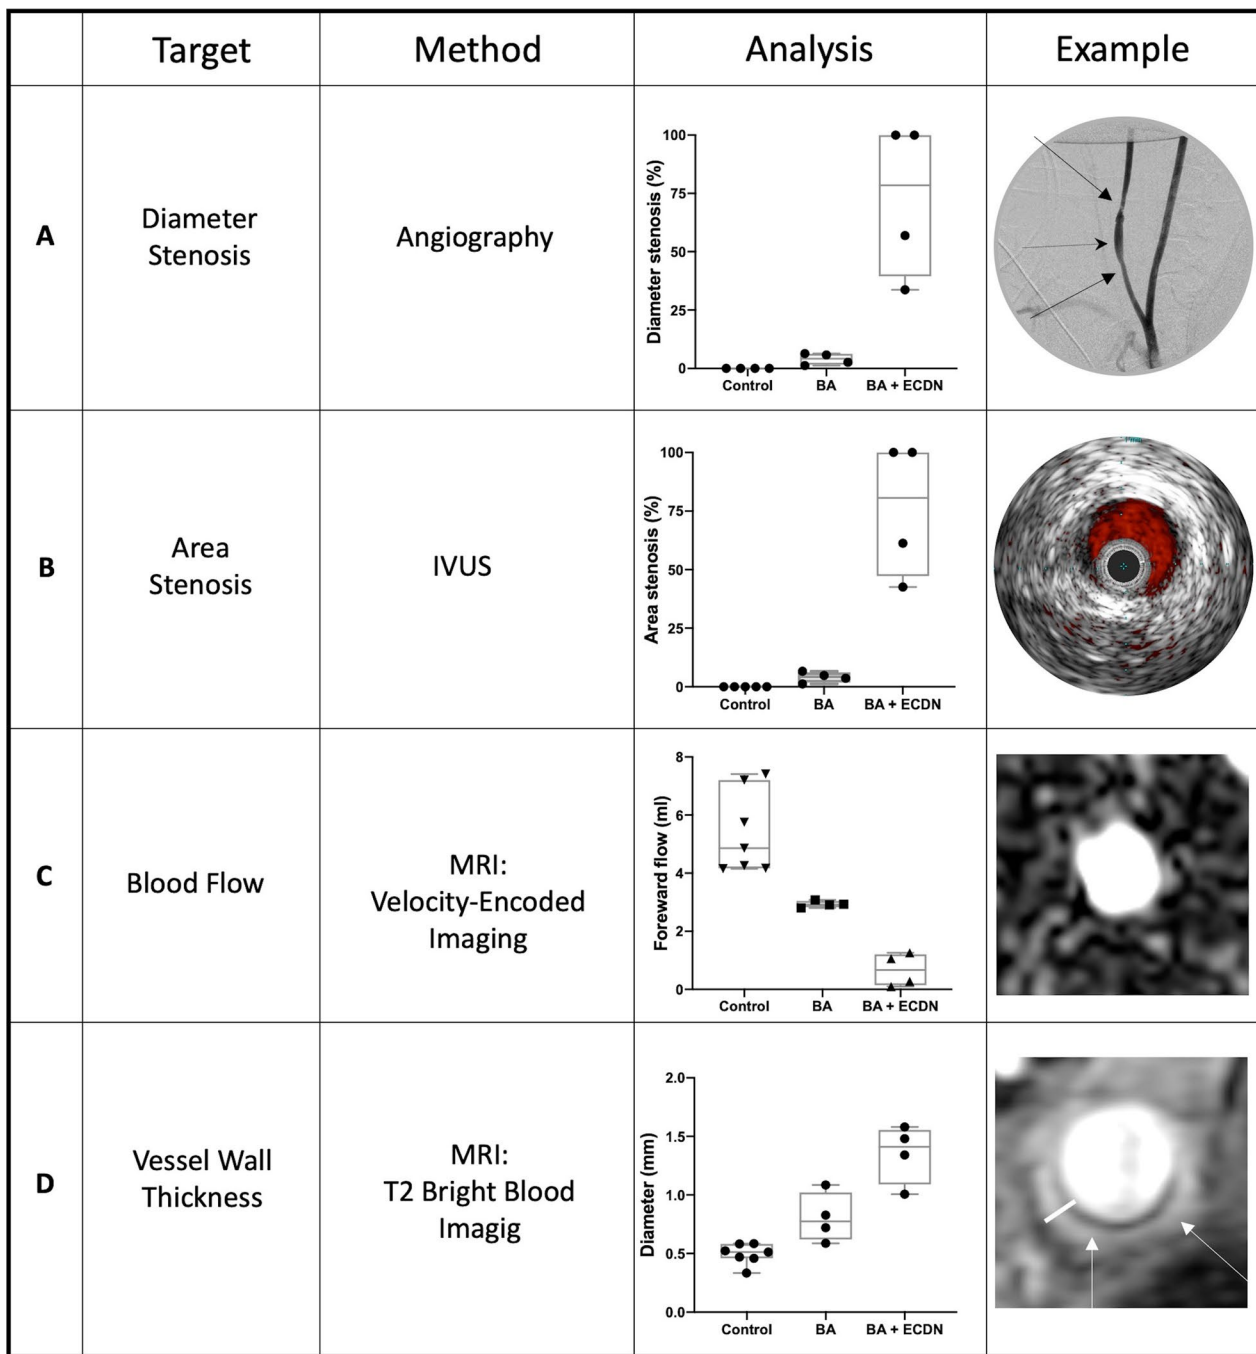 Target Method Analysis Example
A
Diameter
Stenosis
Angiography
Diameter stenosis (%)
100
75
50
25
0
Control BA BA + ECDN
B
Area
Stenosis
IVUS
Area stenosis (%)
100
75
50
25
0
Control BA BA + ECDN
C
Blood Flow
MRI:
Velocity-Encoded
Imaging
Foreward flow (ml)
8
6
4
2
0
Control BA BA + ECDN
D
Vessel Wall
Thickness
MRI:
T2 Bright Blood
Imagig
Diameter (mm)
2.0
1.5
1.0
0.5
0.0
Control BA BA + ECDN